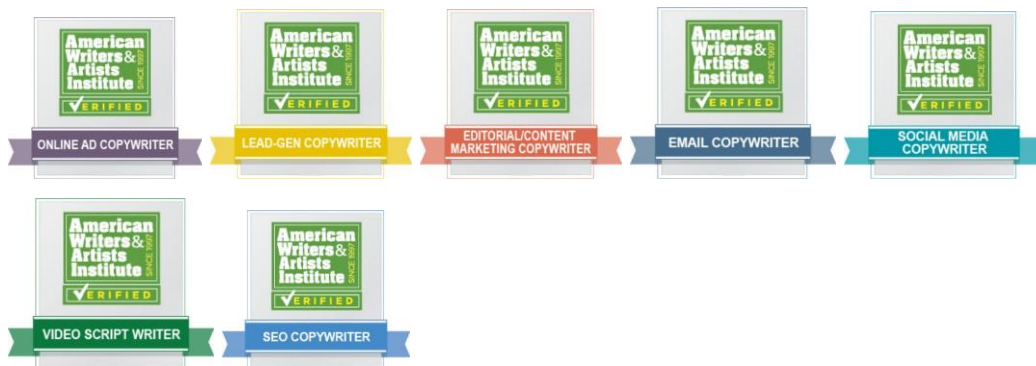 American
Writers&
Artists
Institute
SINCE 1997
VERIFIED
ONLINE AD COPYWRITER
American
Writers&
Artists
Institute
SINCE 1997
VERIFIED
LEAD-GEN COPYWRITER
American
Writers&
Artists
Institute
SINCE 1997
VERIFIED
EDITORIAL/CONTENT
MARKETING COPYWRITER
American
Writers&
Artists
Institute
SINCE 1997
VERIFIED
EMAIL COPYWRITER
American
Writers&
Artists
Institute
SINCE 1997
VERIFIED
SOCIAL MEDIA
COPYWRITER
American
Writers&
Artists
Institute
SINCE 1997
VERIFIED
VIDEO SCRIPT WRITER
American
Writers&
Artists
Institute
SINCE 1997
VERIFIED
SEO COPYWRITER